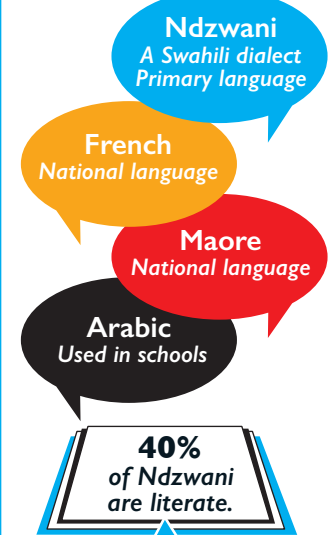 Ndzwani
A Swahili dialect
Primary language
French
National language
Maore
National language
Arabic
Used in schools
40%
of Ndzwani
are literate.